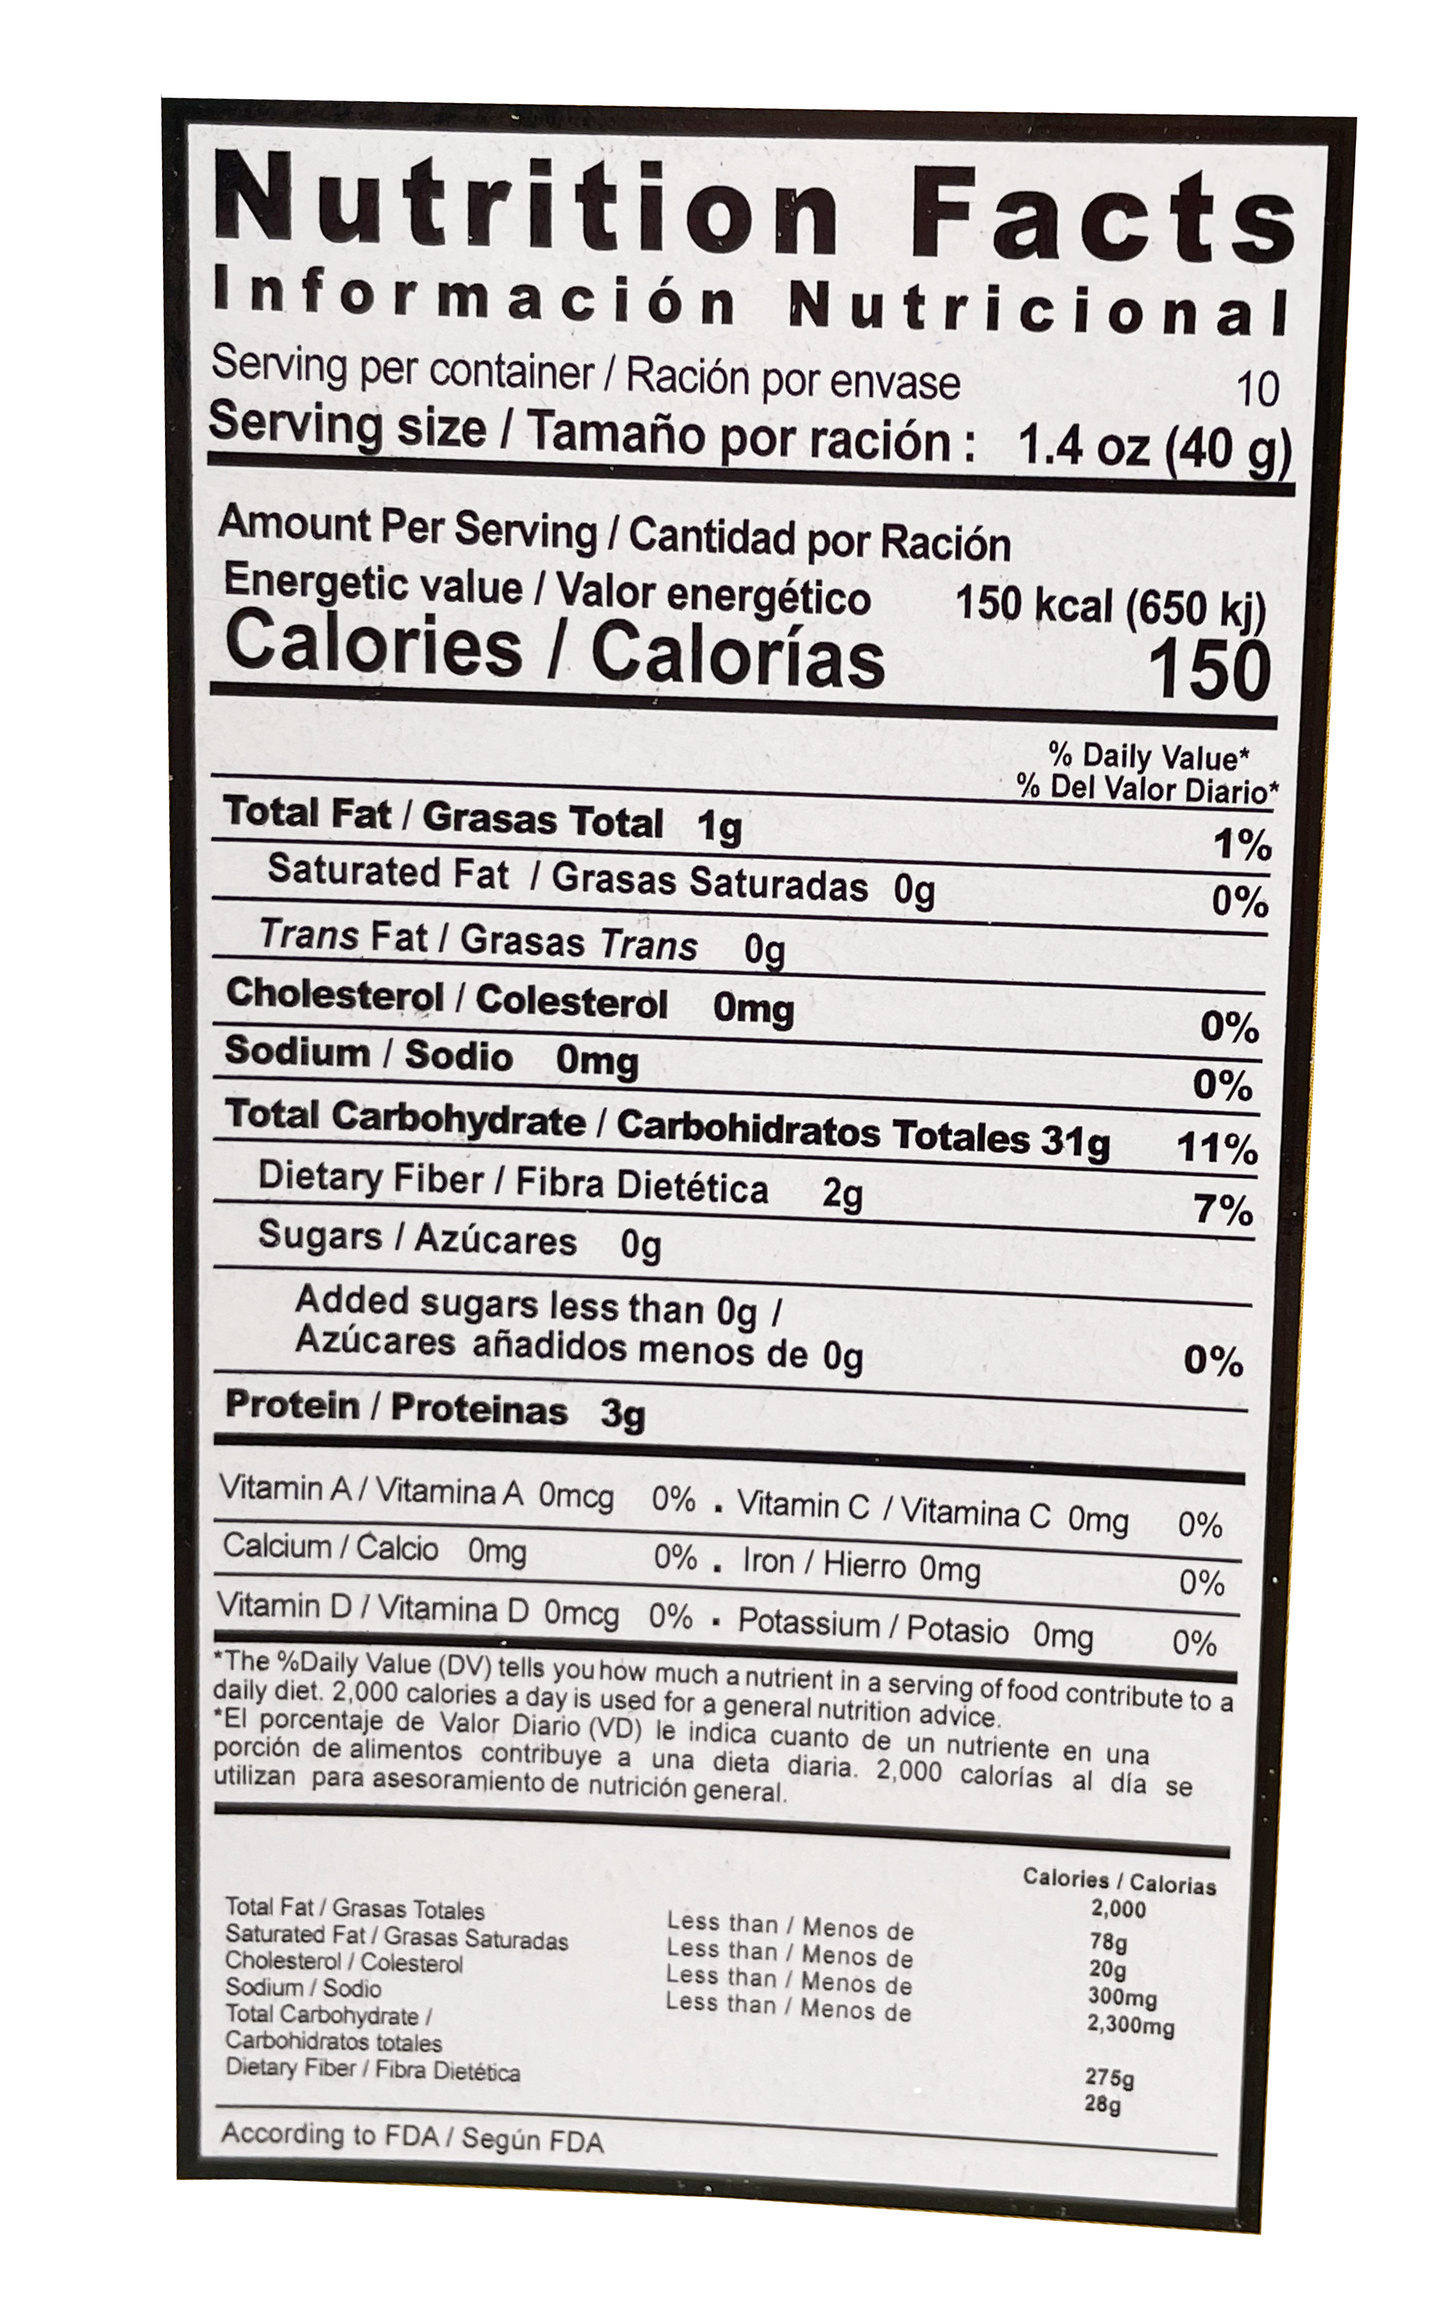 Nutrition Facts
Información Nutricional
Serving per container / Ración por envase 10
Serving size / Tamaño por ración : 1.4 oz (40 g)
Amount Per Serving / Cantidad por Ración
Energetic value / Valor energético 150 kcal (650 kj)
Calories / Calorías 150
% Daily Value*
% Del Valor Diario*
Total Fat / Grasas Total 1g 1%
Saturated Fat / Grasas Saturadas 0g 0%
Trans Fat / Grasas Trans 0g
Cholesterol / Colesterol 0mg 0%
Sodium / Sodio 0mg 0%
Total Carbohydrate / Carbohidratos Totales 31g 11%
Dietary Fiber / Fibra Dietética 2g 7%
Sugars / Azúcares 0g
Added sugars less than 0g /
Azúcares añadidos menos de 0g 0%
Protein / Proteinas 3g
Vitamin A / Vitamina A 0mcg 0% . Vitamin C / Vitamina C 0mg 0%
Calcium / Calcio 0mg 0% . Iron / Hierro 0mg 0%
Vitamin D / Vitamina D 0mcg 0% . Potassium / Potasio 0mg 0%
*The %Daily Value (DV) tells you how much a nutrient in a serving of food contribute to a
daily diet. 2,000 calories a day is used for a general nutrition advice.
*El porcentaje de Valor Diario (VD) le indica cuanto de un nutriente en una
porción de alimentos contribuye a una dieta diaria. 2,000 calorías al día se
utilizan para asesoramiento de nutrición general.
Calories / Calorias
2,000
Total Fat / Grasas Totales Less than / Menos de 78g
Saturated Fat / Grasas Saturadas Less than / Menos de 20g
Cholesterol / Colesterol Less than / Menos de 300mg
Sodium / Sodio Less than / Menos de 2,300mg
Total Carbohydrate /
Carbohidratos totales 275g
Dietary Fiber / Fibra Dietética 28g
According to FDA / Según FDA